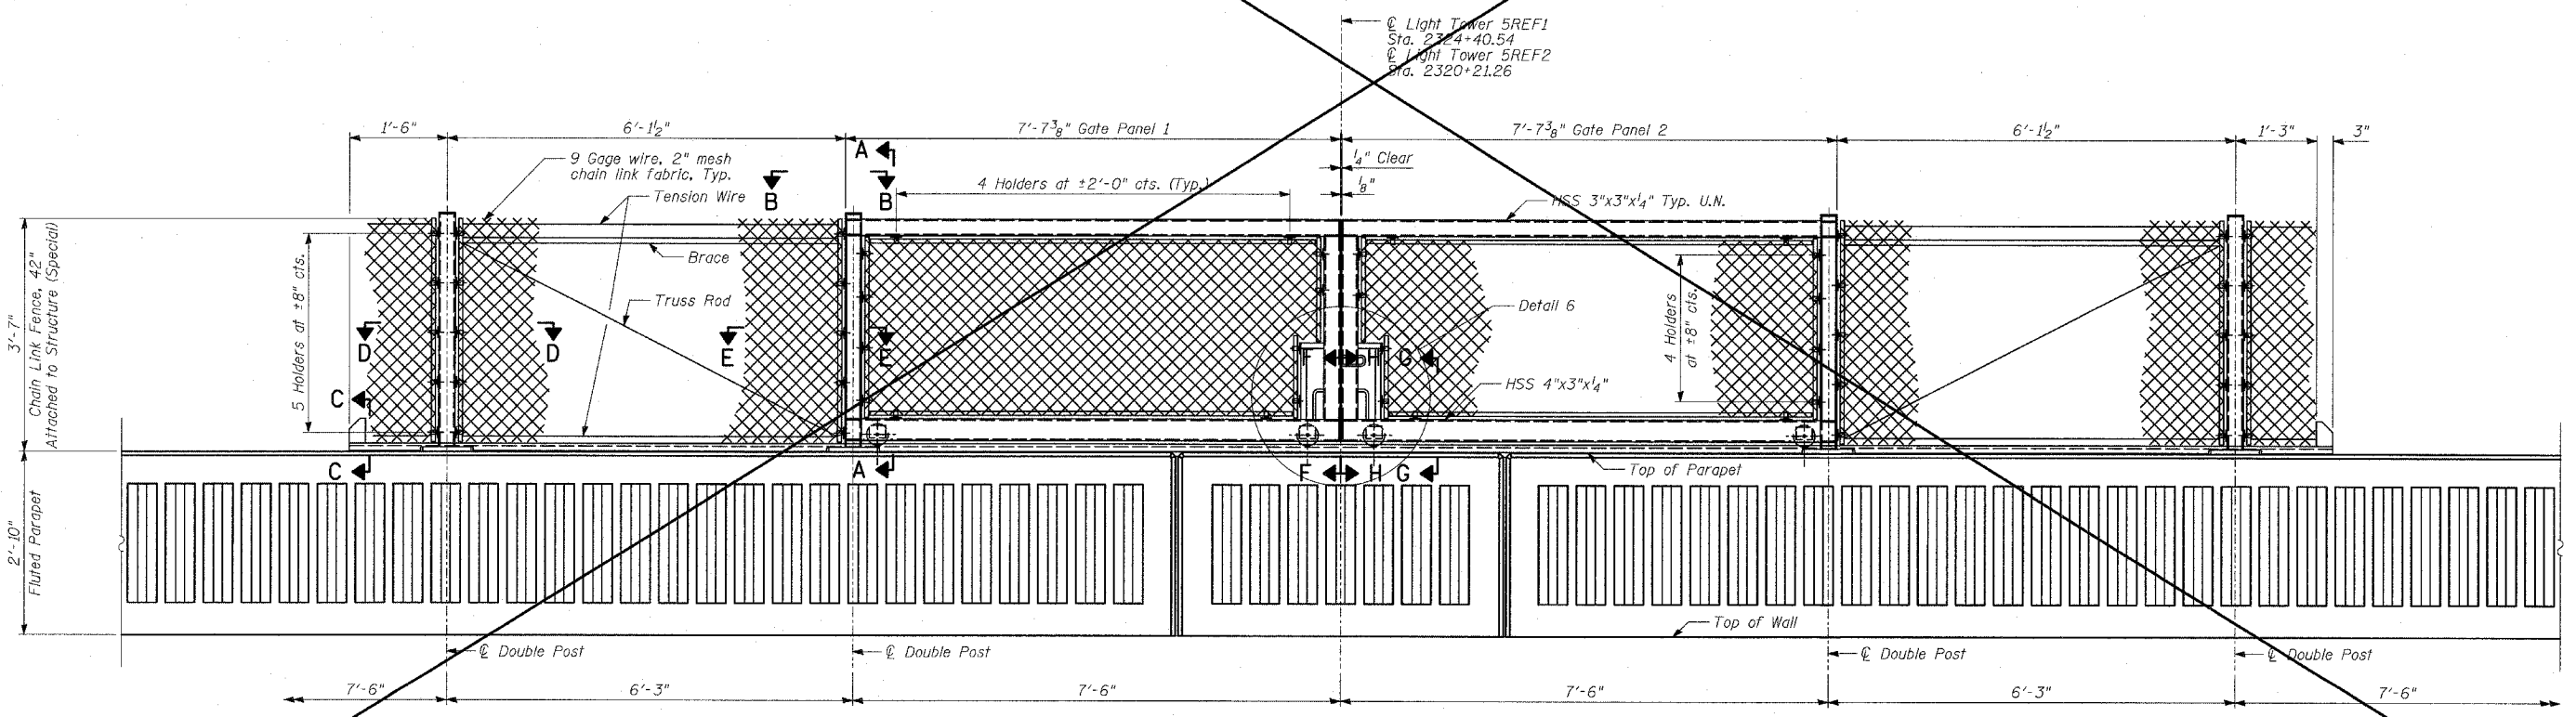 ℄ Light Tower 5REF1
Sta. 2324+40.54
℄ Light Tower 5REF2
Sta. 2320+21.26
1'-6"
6'-1½"
7'-7⅜" Gate Panel 1
7'-7⅜" Gate Panel 2
6'-1½"
1'-3"
3"
9 Gage wire, 2" mesh
chain link fabric, Typ.
Tension Wire
A
B
B
4 Holders at ±2'-0" cts. (Typ.)
¼" Clear
⅛"
HSS 3"x3"x¼" Typ. U.N.
Brace
Truss Rod
Detail 6
3'-7"
Chain Link Fence, 42"
Attached to Structure (Special)
5 Holders at ±8" cts.
4 Holders
at ±8" cts.
D
D
E
E
F
H
G
HSS 4"x3"x¼"
C
C
A
F
H
G
Top of Parapet
2'-10"
Fluted Parapet
Top of Wall
℄ Double Post
℄ Double Post
℄ Double Post
℄ Double Post
7'-6"
6'-3"
7'-6"
7'-6"
6'-3"
7'-6"